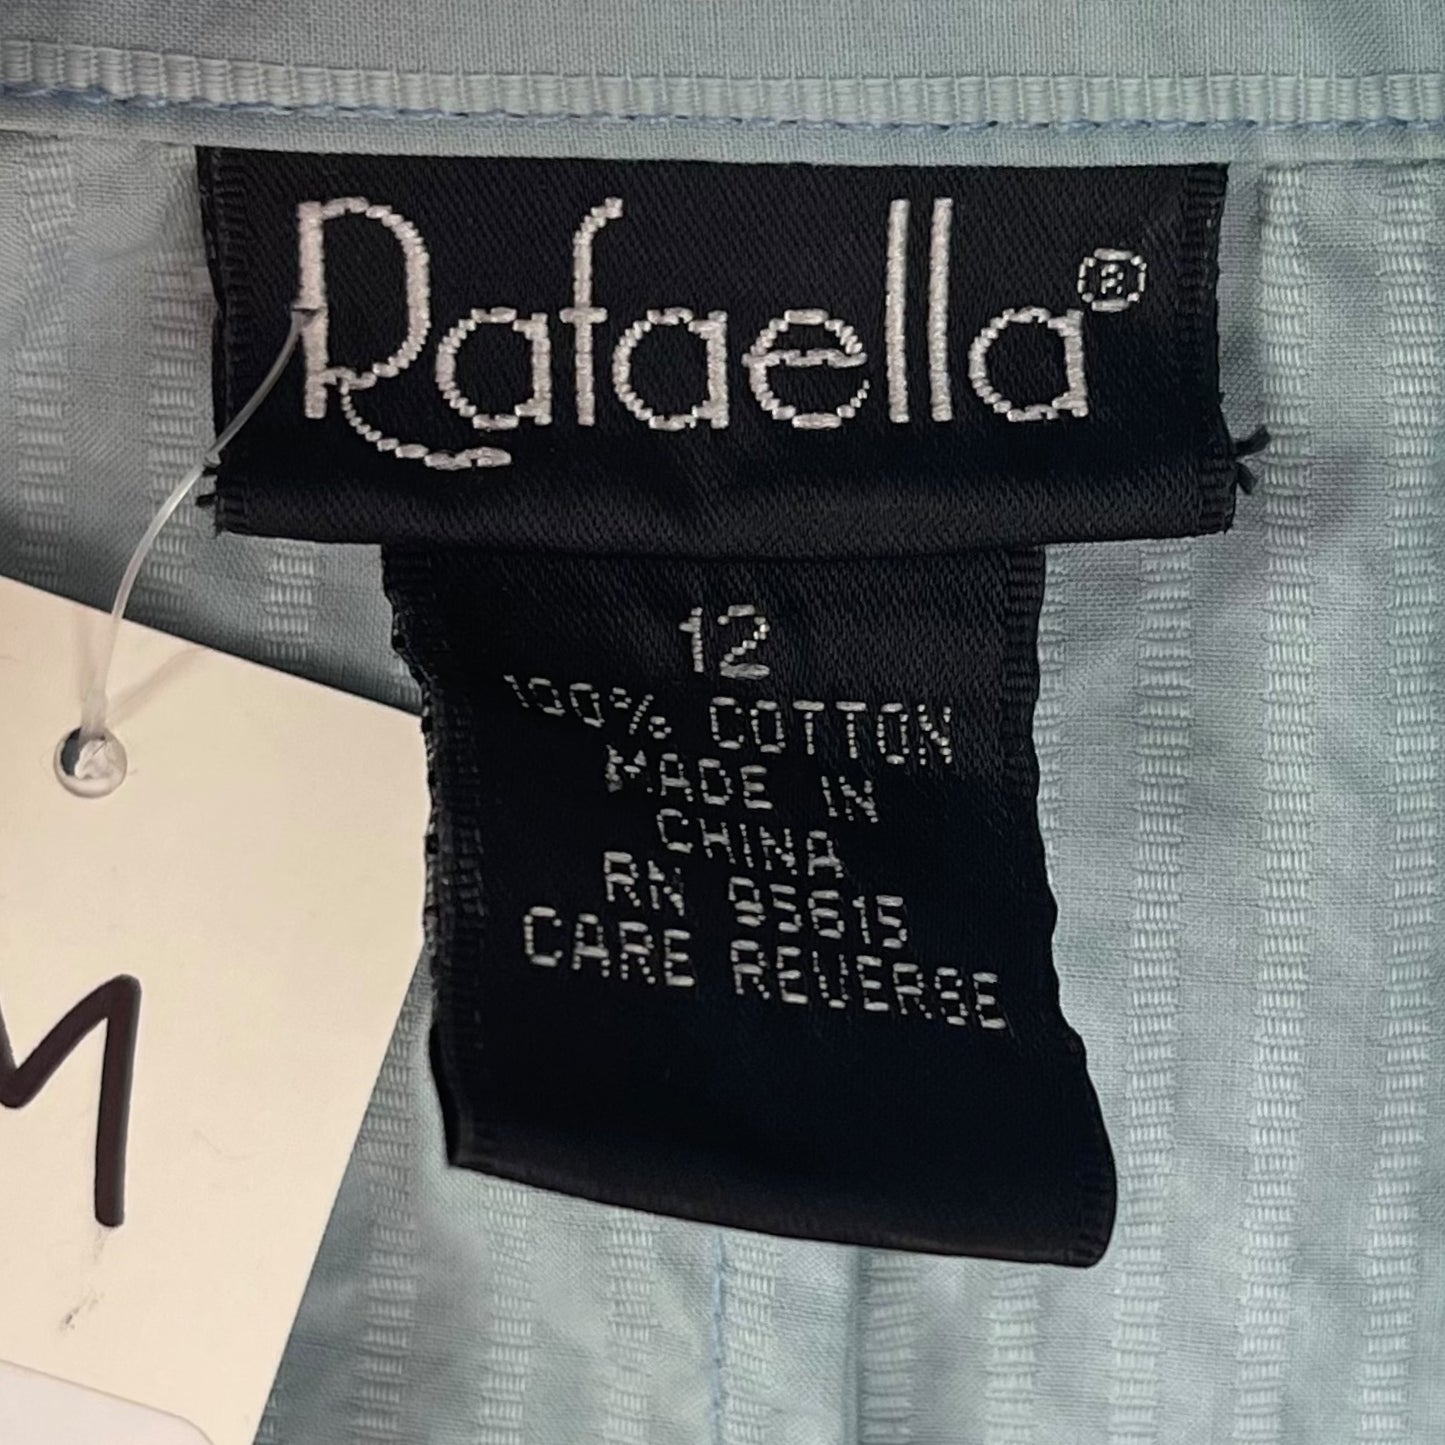 Rafaella®
12
100% COTTON
MADE IN
CHINA
RN 95615
CARE REVERSE
M